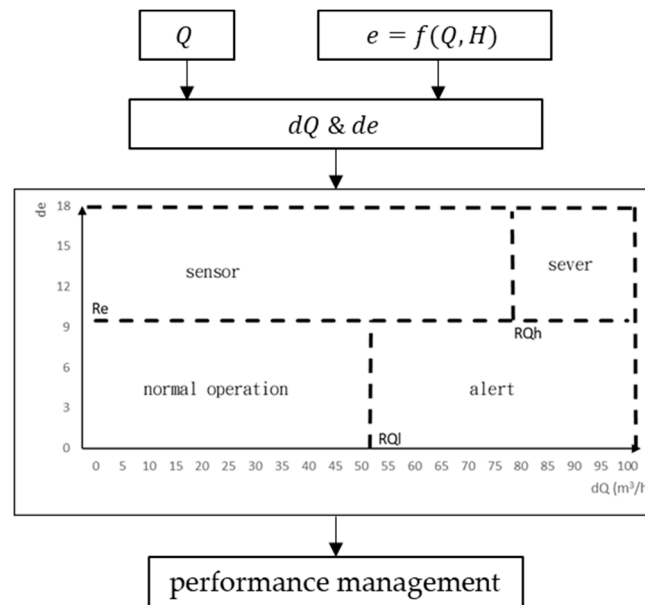 Q
e = f(Q, H)
dQ & de
de
18
15
12
9
6
3
0
sensor
sever
Re
RQh
normal operation
alert
RQl
0 5 10 15 20 25 30 35 40 45 50 55 60 65 70 75 80 85 90 95 100
dQ (m³/h
performance management